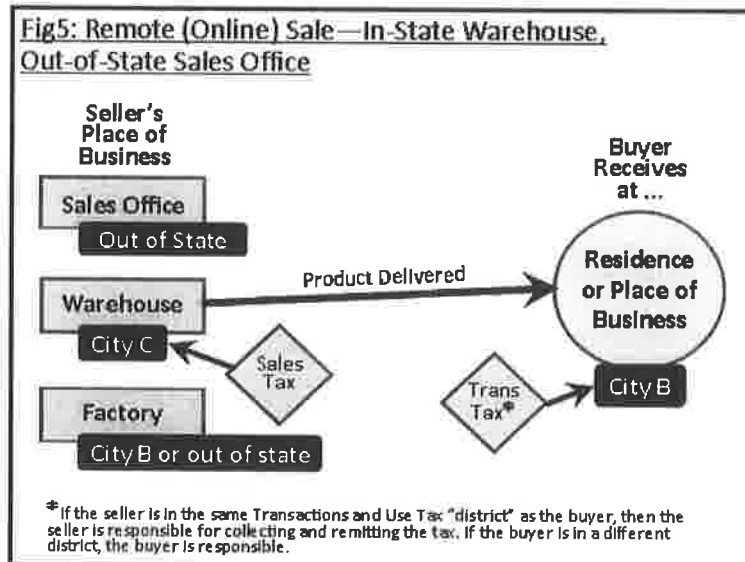 Fig5: Remote (Online) Sale—In-State Warehouse,
Out-of-State Sales Office
Seller's
Place of
Business
Sales Office
Out of State
Warehouse
City C
Factory
City B or out of state
Product Delivered
Sales
Tax
Buyer
Receives
at ...
Residence
or Place of
Business
City B
Trans
Tax*
*If the seller is in the same Transactions and Use Tax "district" as the buyer, then the
seller is responsible for collecting and remitting the tax. If the buyer is in a different
district, the buyer is responsible.